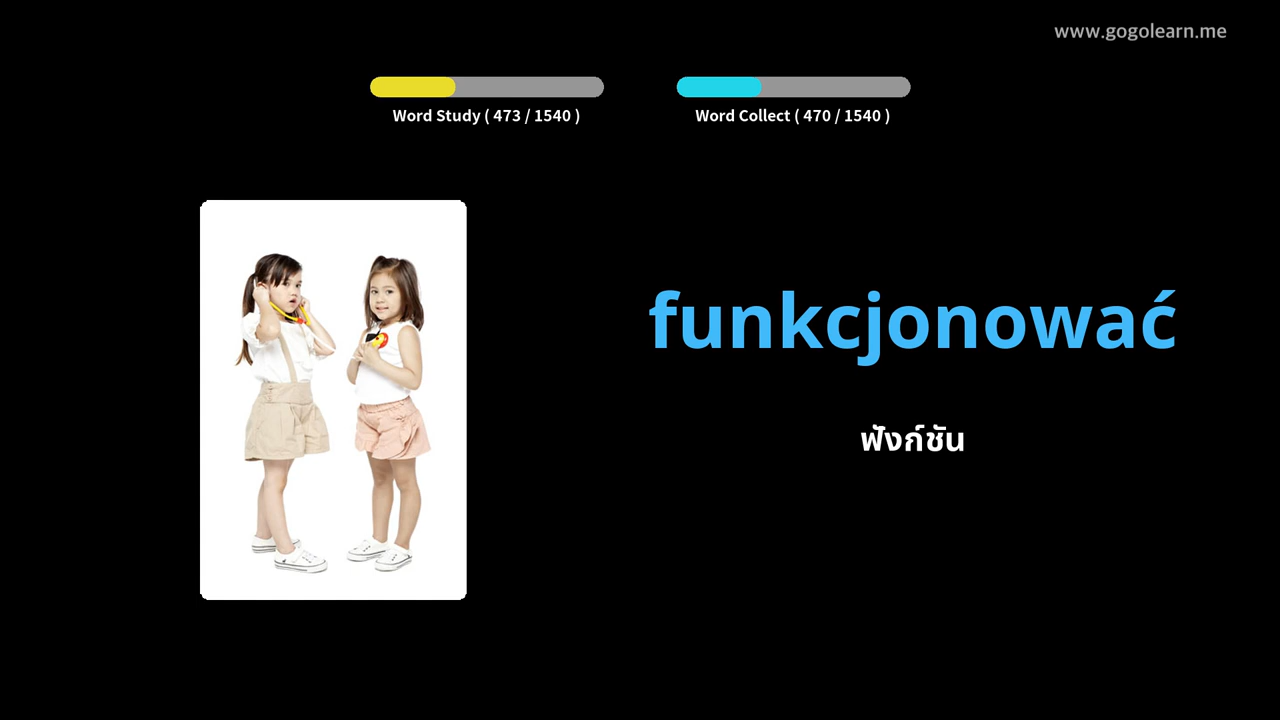 www.gogolearn.me
Word Study ( 473 / 1540 )
Word Collect ( 470 / 1540 )
funkcjonować
ฟังก์ชัน